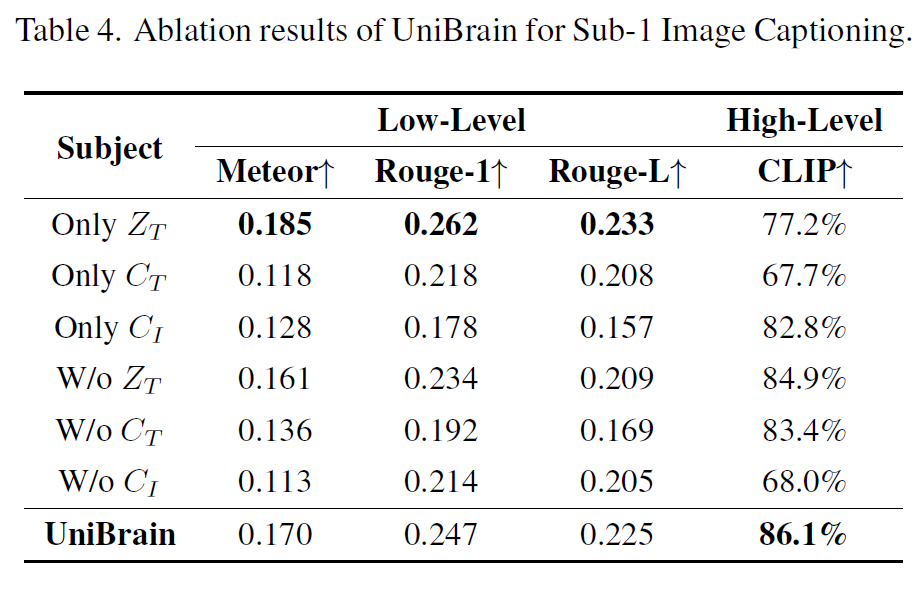 Table 4. Ablation results of UniBrain for Sub-1 Image Captioning.
Subject Low-Level High-Level
Meteor↑ Rouge-1↑ Rouge-L↑ CLIP↑
Only Z_T 0.185 0.262 0.233 77.2%
Only C_T 0.118 0.218 0.208 67.7%
Only C_I 0.128 0.178 0.157 82.8%
W/o Z_T 0.161 0.234 0.209 84.9%
W/o C_T 0.136 0.192 0.169 83.4%
W/o C_I 0.113 0.214 0.205 68.0%
UniBrain 0.170 0.247 0.225 86.1%